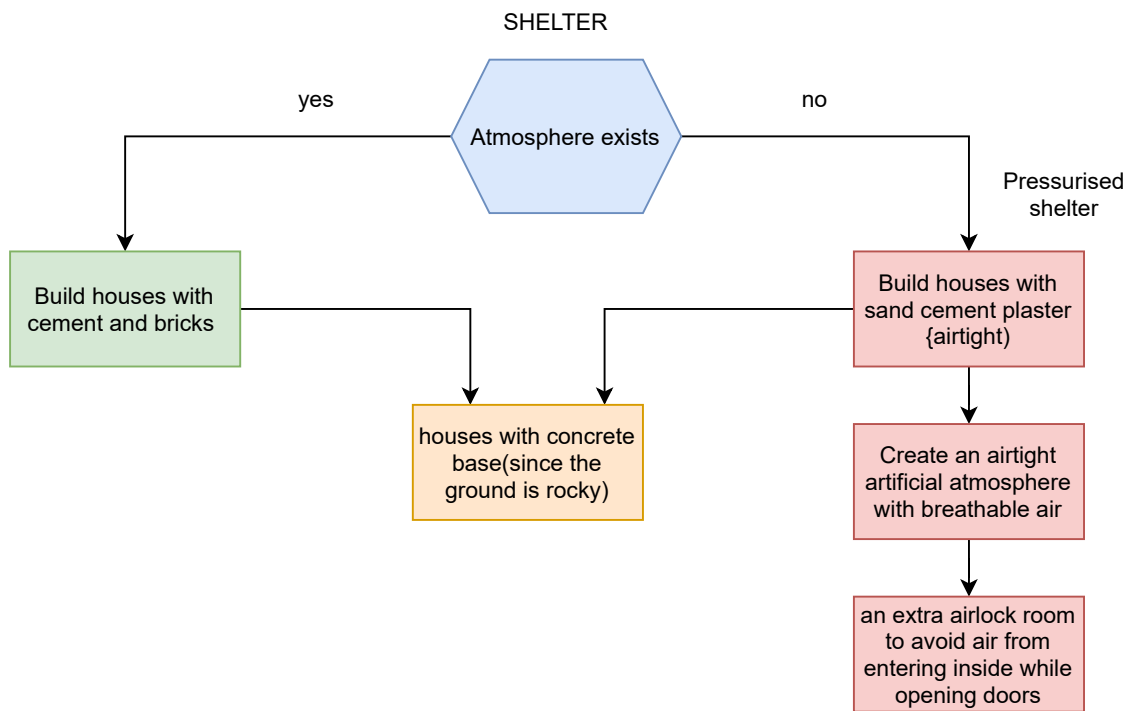 SHELTER
yes
no
Atmosphere exists
Pressurised
shelter
Build houses with
cement and bricks
Build houses with
sand cement plaster
{airtight)
houses with concrete
base(since the
ground is rocky)
Create an airtight
artificial atmosphere
with breathable air
an extra airlock room
to avoid air from
entering inside while
opening doors